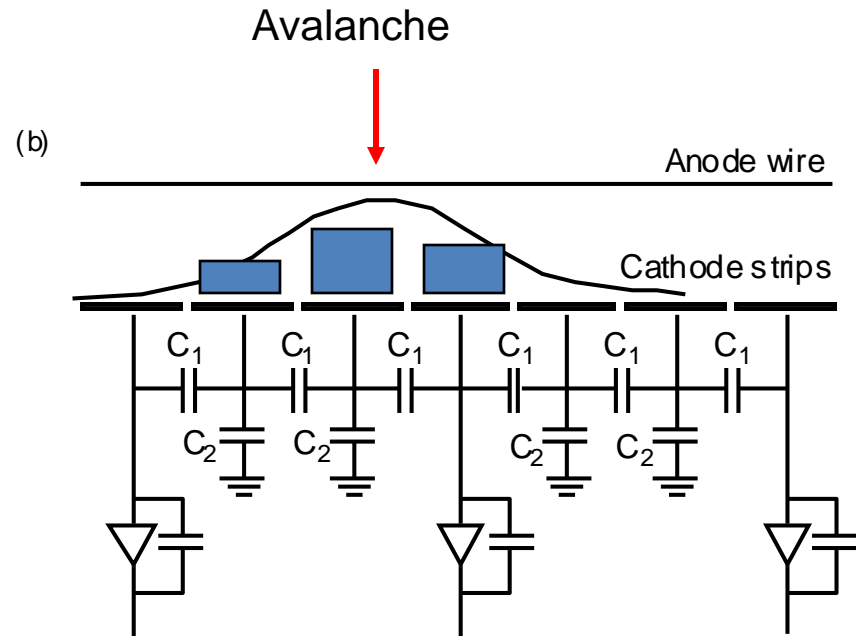 Avalanche
(b)
Anode wire
Cathode strips
C1 C1 C1 C1 C1 C1
C2 C2 C2 C2